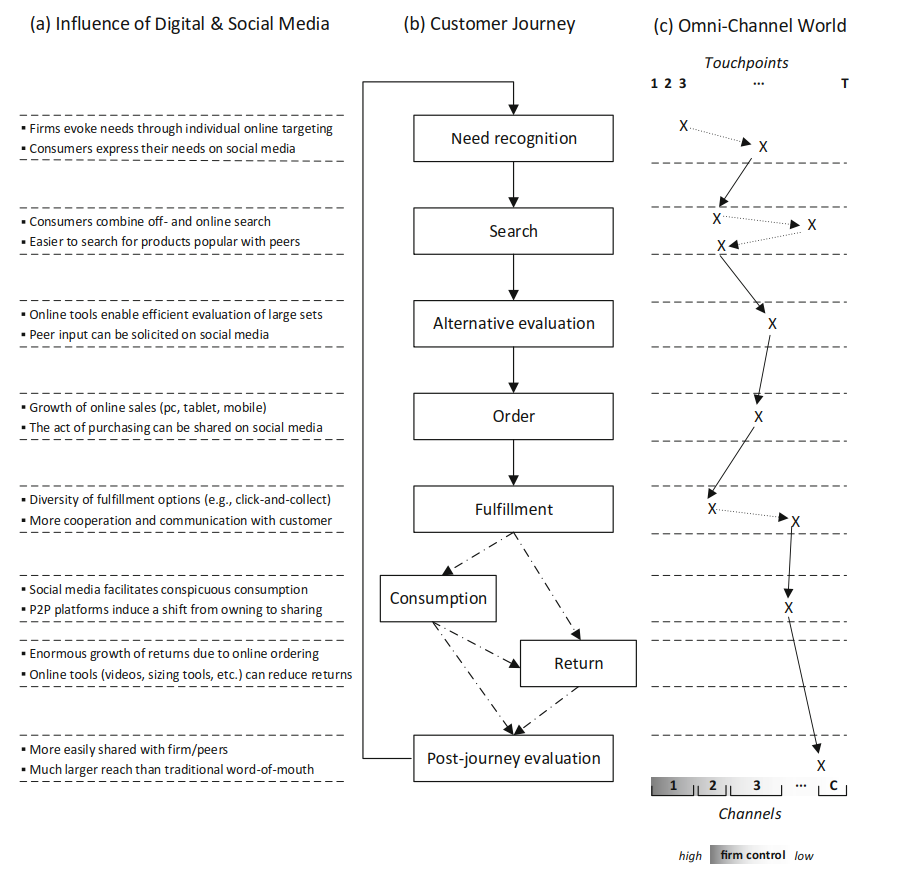 (a) Influence of Digital & Social Media
(b) Customer Journey
(c) Omni-Channel World
Touchpoints
1 2 3 ... T
▪ Firms evoke needs through individual online targeting
▪ Consumers express their needs on social media
Need recognition
X
X
▪ Consumers combine off- and online search
▪ Easier to search for products popular with peers
Search
X
X
X
▪ Online tools enable efficient evaluation of large sets
▪ Peer input can be solicited on social media
Alternative evaluation
X
▪ Growth of online sales (pc, tablet, mobile)
▪ The act of purchasing can be shared on social media
Order
X
▪ Diversity of fulfillment options (e.g., click-and-collect)
▪ More cooperation and communication with customer
Fulfillment
X
X
▪ Social media facilitates conspicuous consumption
▪ P2P platforms induce a shift from owning to sharing
Consumption
X
▪ Enormous growth of returns due to online ordering
▪ Online tools (videos, sizing tools, etc.) can reduce returns
Return
▪ More easily shared with firm/peers
▪ Much larger reach than traditional word-of-mouth
Post-journey evaluation
X
1 2 3 ... C
Channels
high firm control low